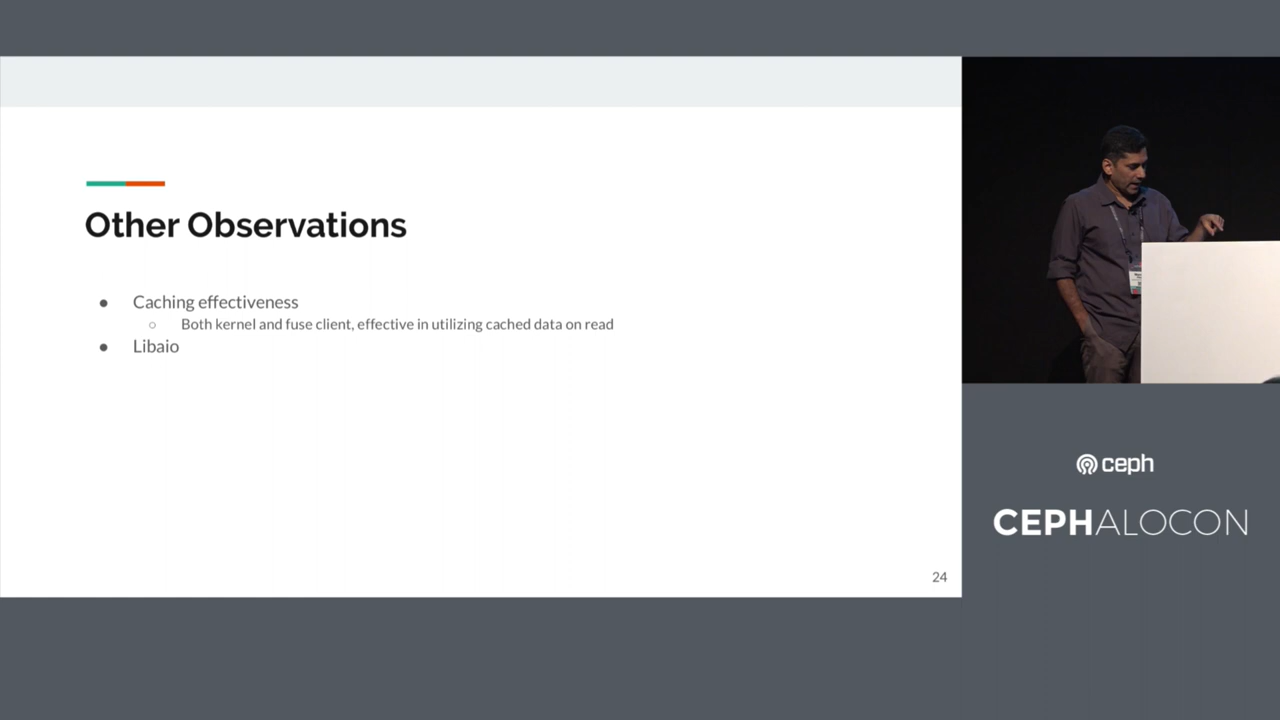 Other Observations
● Caching effectiveness
○ Both kernel and fuse client, effective in utilizing cached data on read
● Libaio
24
ceph
CEPHALOCON